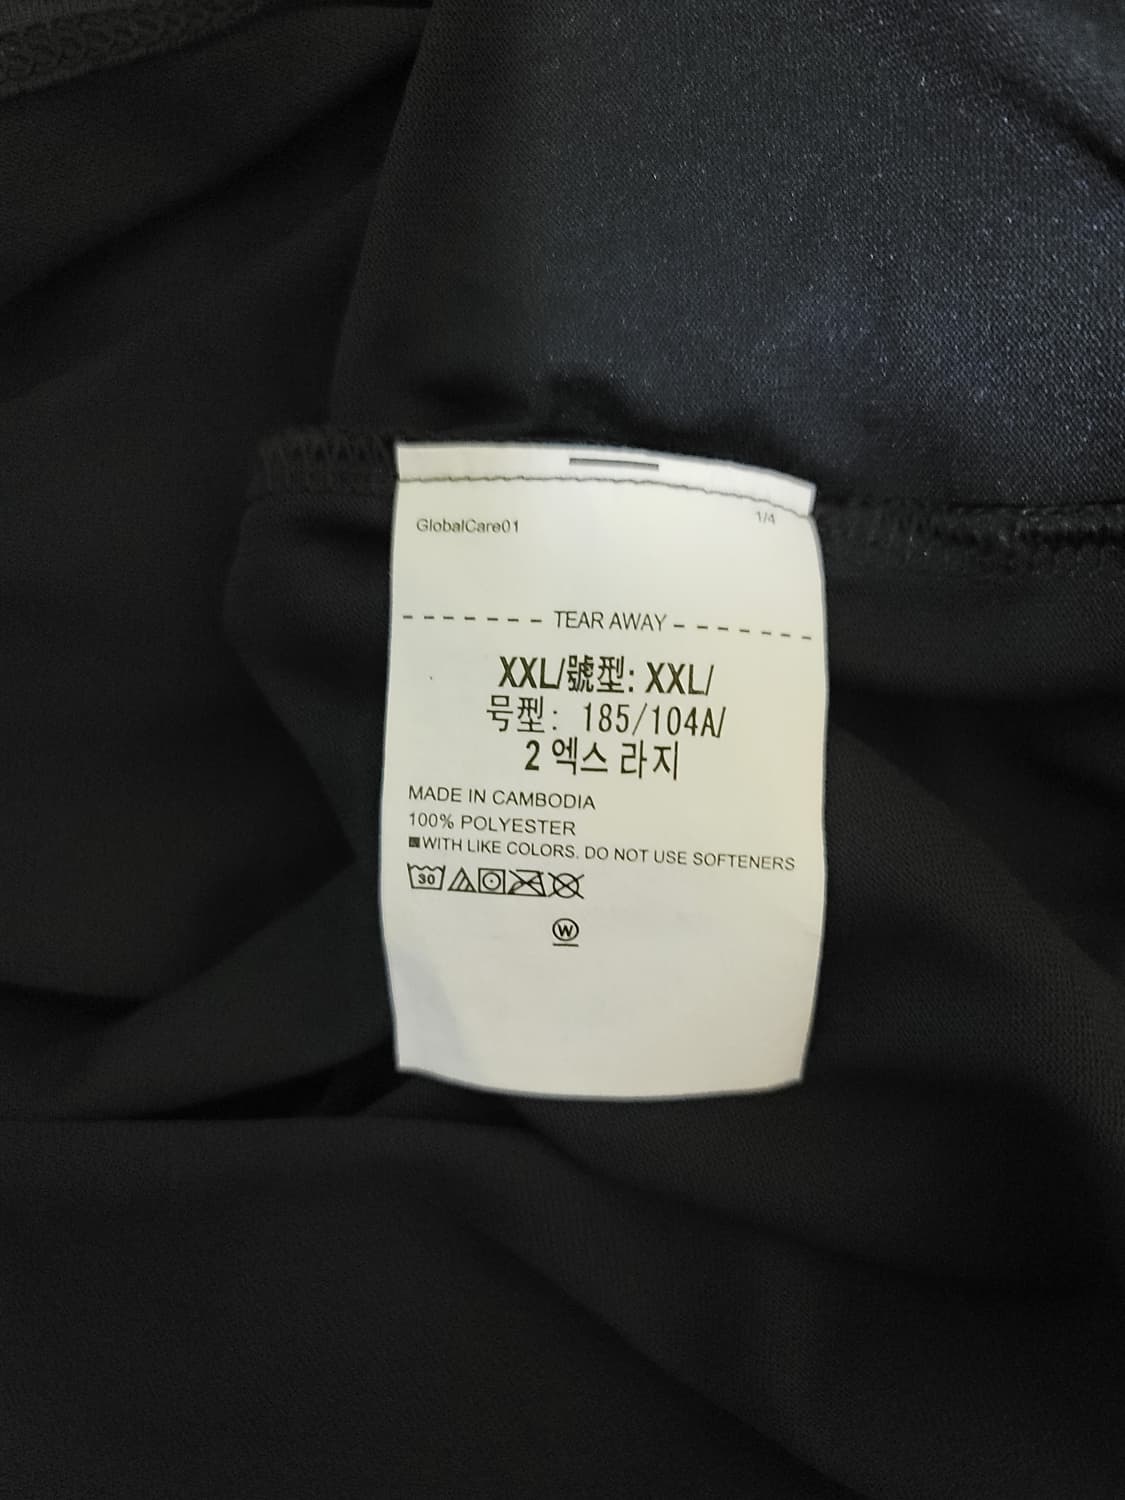 GlobalCare01 1/4
TEAR AWAY
XXL/號型: XXL/
号型: 185/104A/
2 엑스 라지
MADE IN CAMBODIA
100% POLYESTER
WITH LIKE COLORS. DO NOT USE SOFTENERS
30
W